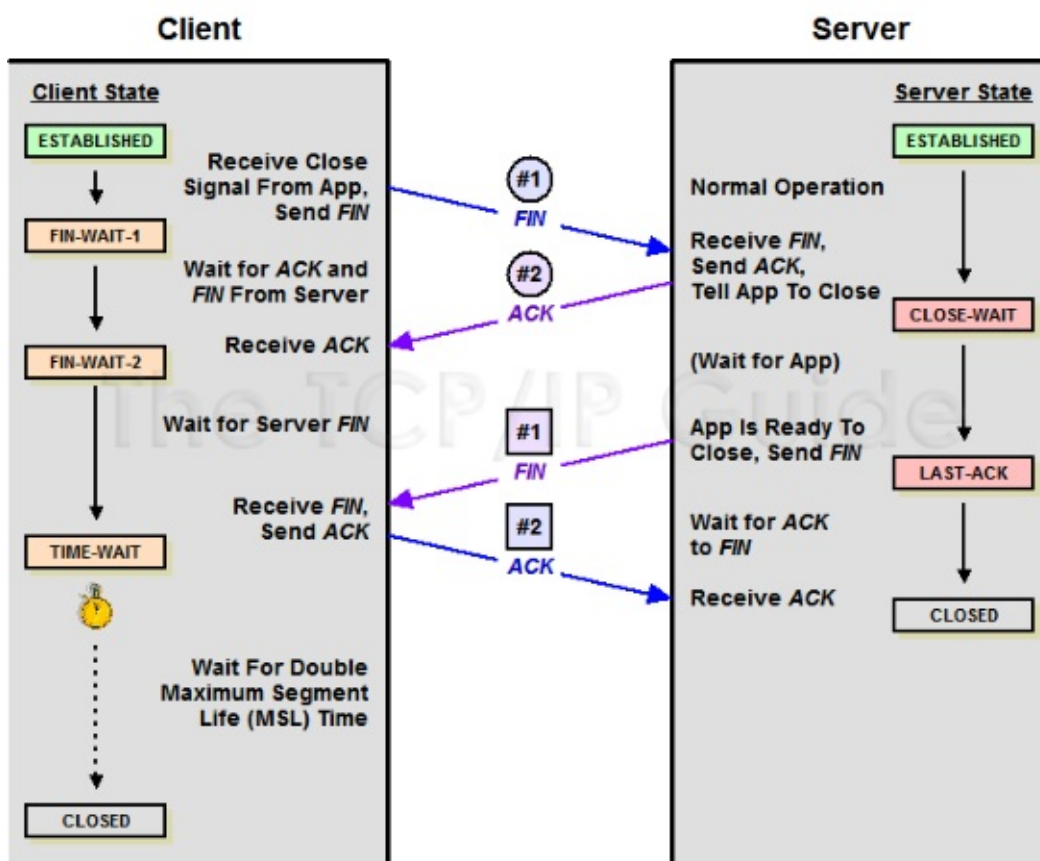 Client
Server
Client State
Server State
ESTABLISHED
ESTABLISHED
Receive Close
Signal From App,
Send FIN
#1
FIN
Normal Operation
FIN-WAIT-1
Receive FIN,
Send ACK,
Tell App To Close
Wait for ACK and
FIN From Server
#2
ACK
CLOSE-WAIT
Receive ACK
FIN-WAIT-2
(Wait for App)
The TCP/IP Guide
Wait for Server FIN
#1
FIN
App Is Ready To
Close, Send FIN
LAST-ACK
Receive FIN,
Send ACK
#2
ACK
Wait for ACK
to FIN
TIME-WAIT
Receive ACK
CLOSED
Wait For Double
Maximum Segment
Life (MSL) Time
CLOSED